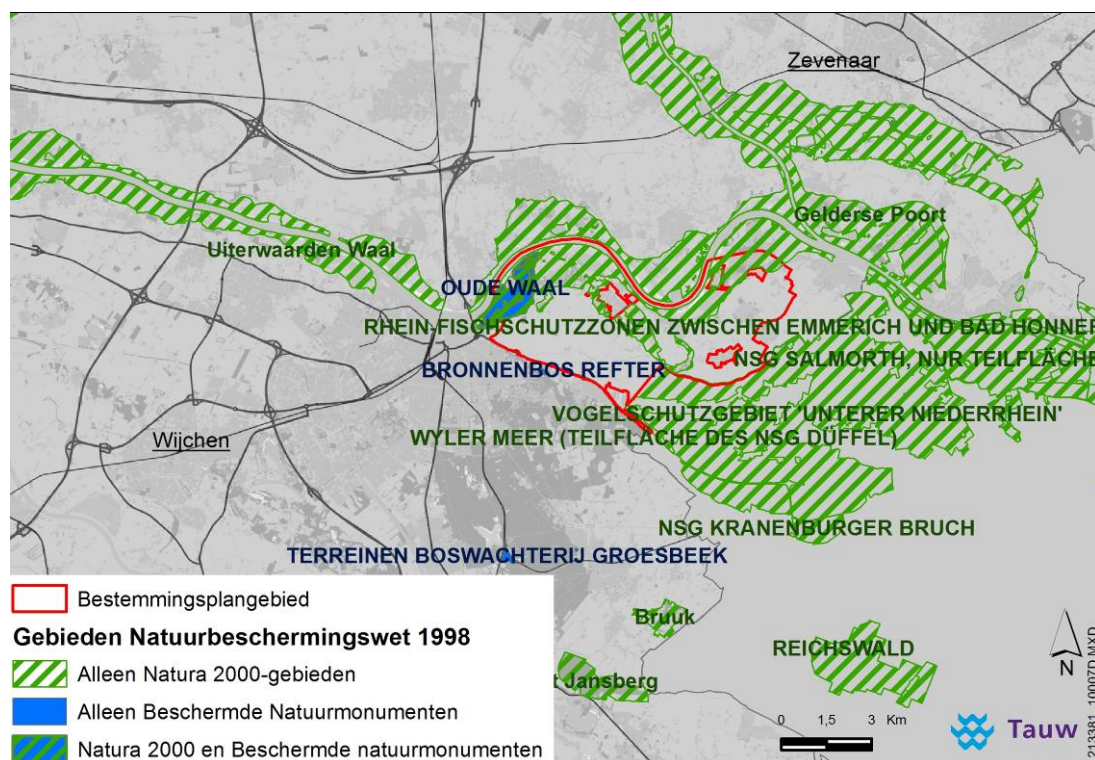 Zevenaar
Gelderse Poort
Uiterwaarden Waal
OUDE WAAL
RHEIN-FISCHSCHUTZZONEN ZWISCHEN EMMERICH UND BAD HONNEF
NSG SALMORTH, NUR TEILFLÄCHE
BRONNENBOS REFTER
VOGELSCHUTZGEBIET 'UNTERER NIEDERRHEIN'
WYLER MEER (TEILFLÄCHE DES NSG DÜFFEL)
Wijchen
NSG KRANENBURGER BRUCH
TERREINEN BOSWACHTERIJ GROESBEEK
Bruuk
REICHSWALD
t Jansberg
Bestemmingsplangebied
Gebieden Natuurbeschermingswet 1998
Alleen Natura 2000-gebieden
Alleen Beschermde Natuurmonumenten
Natura 2000 en Beschermde natuurmonumenten
N
0 1,5 3 Km
Tauw
213381_10007D.MXD